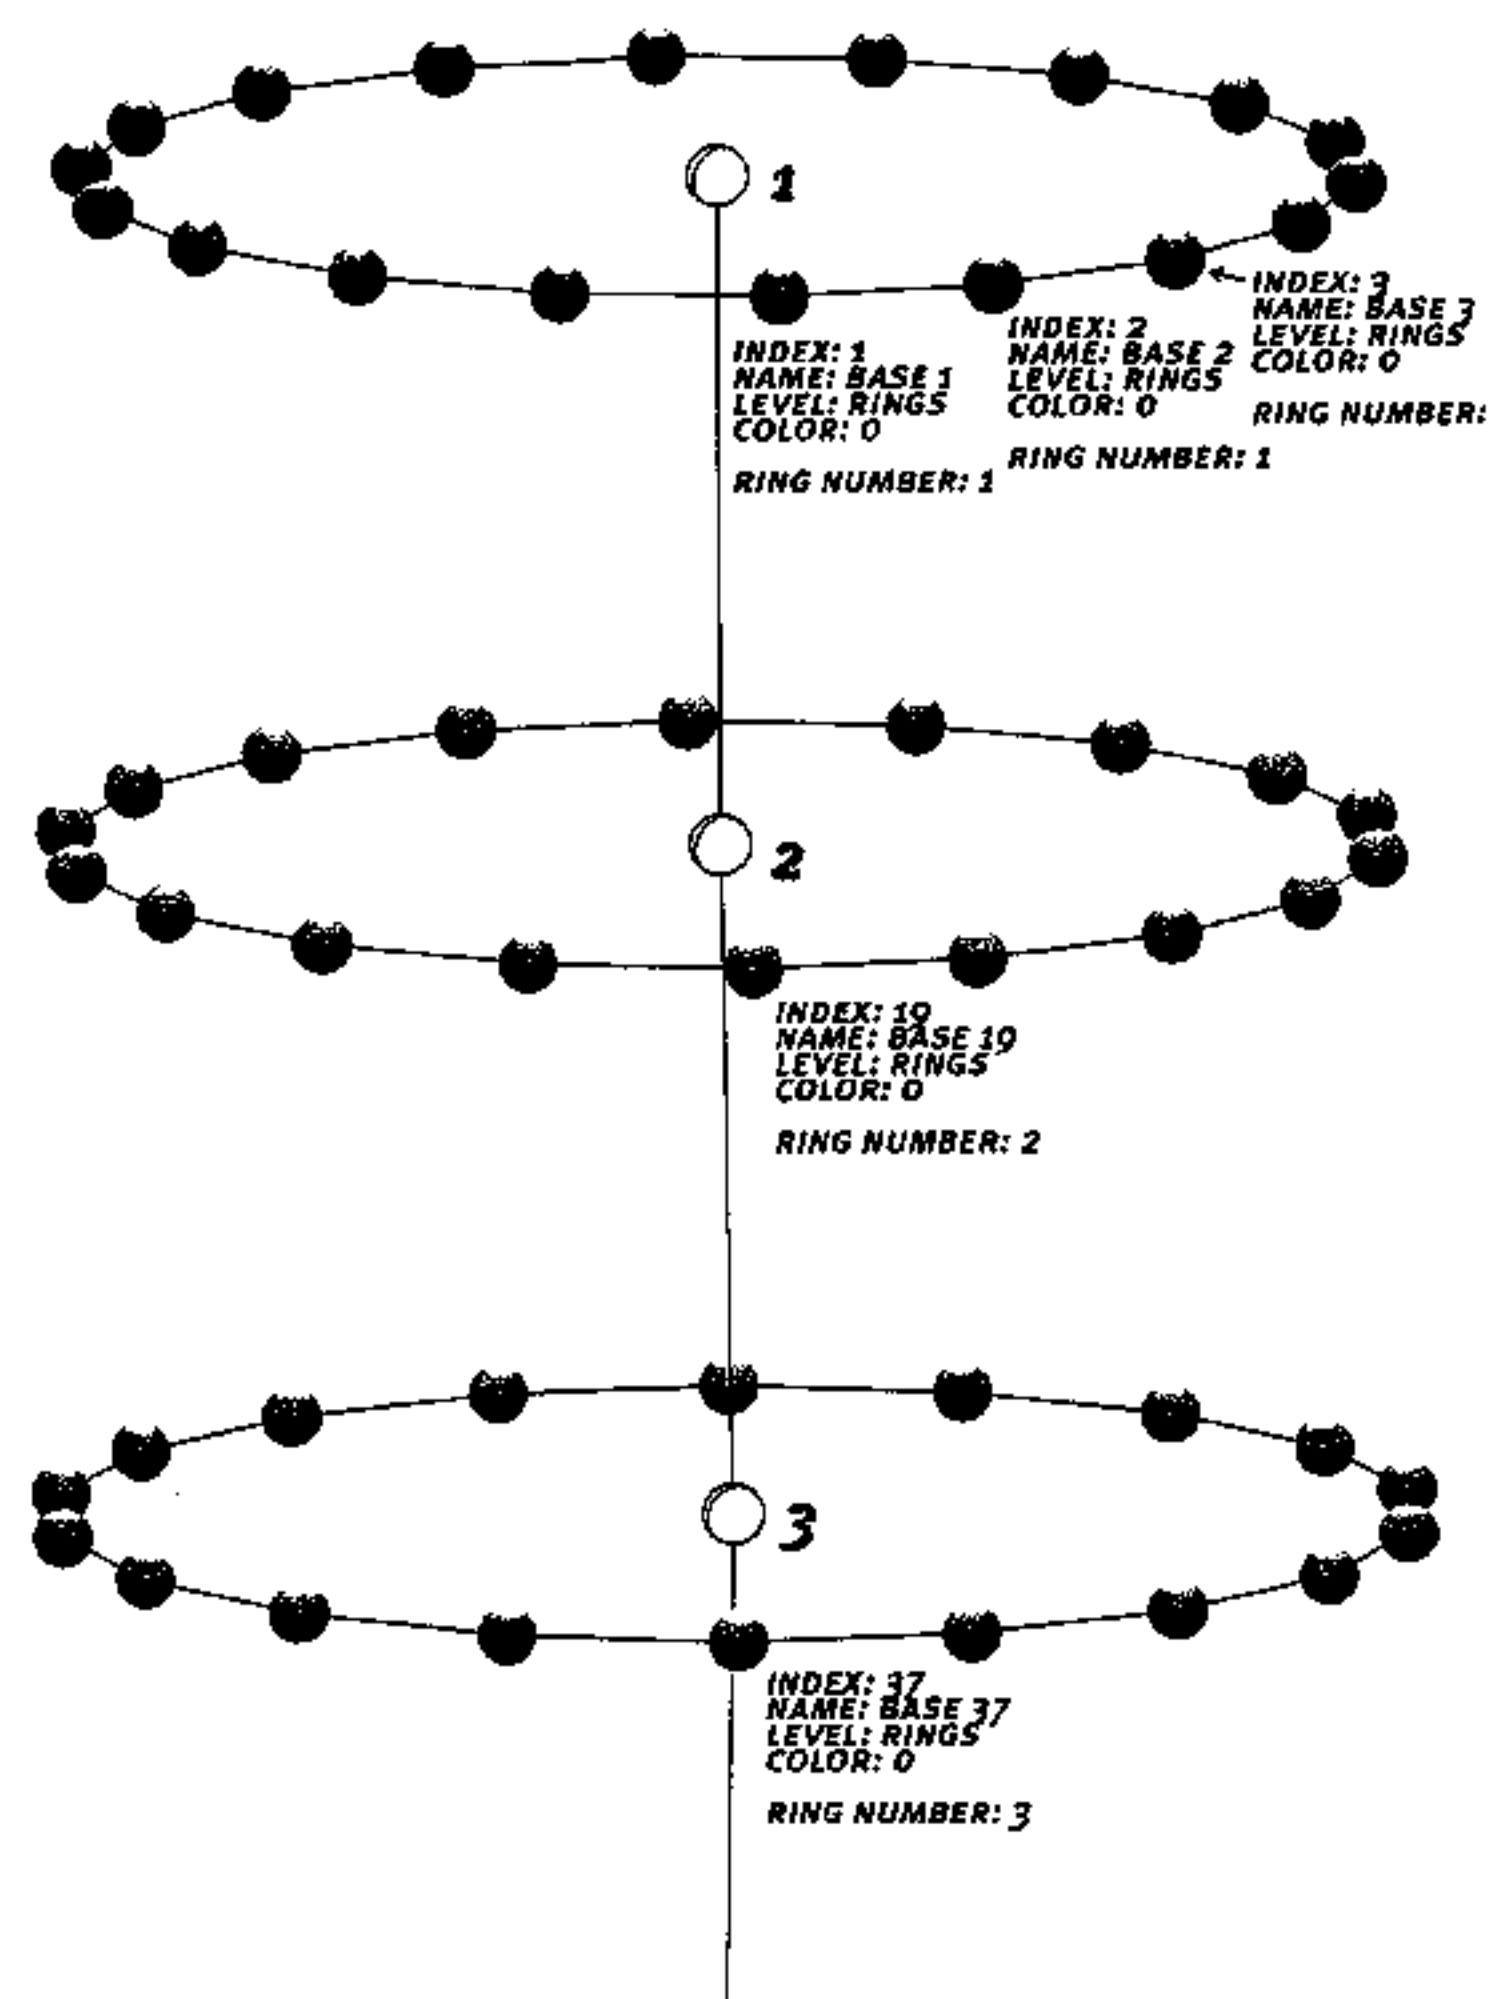 1
INDEX: 1
NAME: BASE 1
LEVEL: RINGS
COLOR: 0
RING NUMBER: 1
INDEX: 2
NAME: BASE 2
LEVEL: RINGS
COLOR: 0
RING NUMBER: 1
INDEX: 3
NAME: BASE 3
LEVEL: RINGS
COLOR: 0
RING NUMBER:
2
INDEX: 19
NAME: BASE 19
LEVEL: RINGS
COLOR: 0
RING NUMBER: 2
3
INDEX: 37
NAME: BASE 37
LEVEL: RINGS
COLOR: 0
RING NUMBER: 3